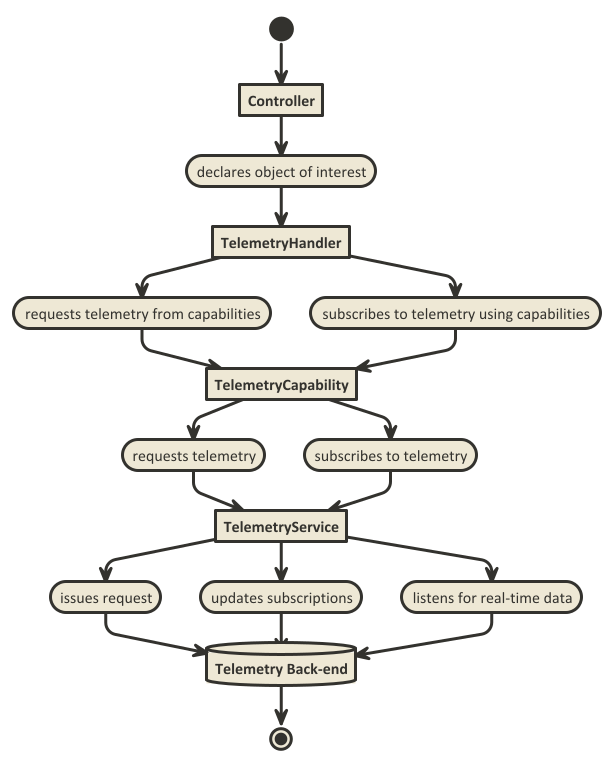 Controller
declares object of interest
TelemetryHandler
requests telemetry from capabilities
subscribes to telemetry using capabilities
TelemetryCapability
requests telemetry
subscribes to telemetry
TelemetryService
issues request
updates subscriptions
listens for real-time data
Telemetry Back-end